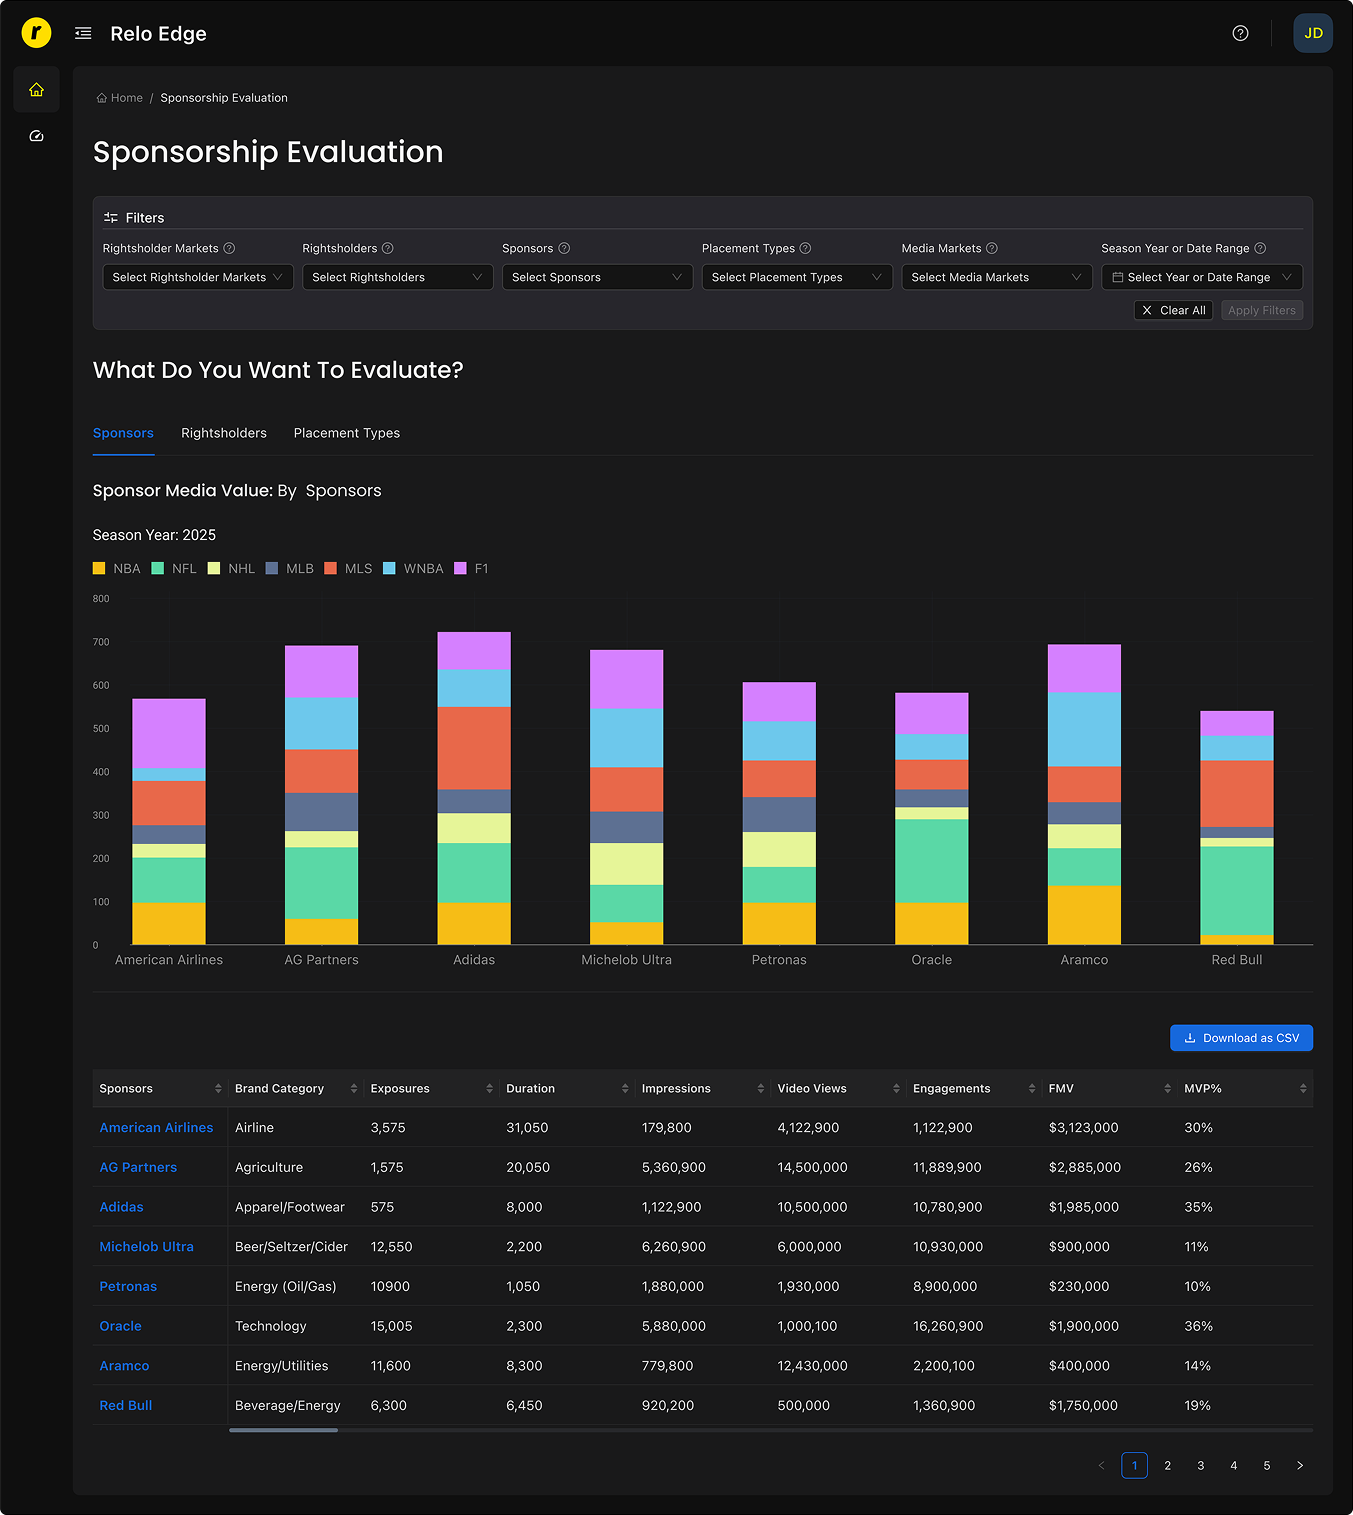 r Relo Edge JD
Home / Sponsorship Evaluation
Sponsorship Evaluation
Filters
Rightsholder Markets Rightsholders Sponsors Placement Types Media Markets Season Year or Date Range
Select Rightsholder Markets Select Rightsholders Select Sponsors Select Placement Types Select Media Markets Select Year or Date Range
Clear All Apply Filters
What Do You Want To Evaluate?
Sponsors Rightsholders Placement Types
Sponsor Media Value: By Sponsors
Season Year: 2025
NBA NFL NHL MLB MLS WNBA F1
800
700
600
500
400
300
200
100
0
American Airlines AG Partners Adidas Michelob Ultra Petronas Oracle Aramco Red Bull
Download as CSV
Sponsors Brand Category Exposures Duration Impressions Video Views Engagements FMV MVP%
American Airlines Airline 3,575 31,050 179,800 4,122,900 1,122,900 $3,123,000 30%
AG Partners Agriculture 1,575 20,050 5,360,900 14,500,000 11,889,900 $2,885,000 26%
Adidas Apparel/Footwear 575 8,000 1,122,900 10,500,000 10,780,900 $1,985,000 35%
Michelob Ultra Beer/Seltzer/Cider 12,550 2,200 6,260,900 6,000,000 10,930,000 $900,000 11%
Petronas Energy (Oil/Gas) 10900 1,050 1,880,000 1,930,000 8,900,000 $230,000 10%
Oracle Technology 15,005 2,300 5,880,000 1,000,100 16,260,900 $1,900,000 36%
Aramco Energy/Utilities 11,600 8,300 779,800 12,430,000 2,200,100 $400,000 14%
Red Bull Beverage/Energy 6,300 6,450 920,200 500,000 1,360,900 $1,750,000 19%
< 1 2 3 4 5 >